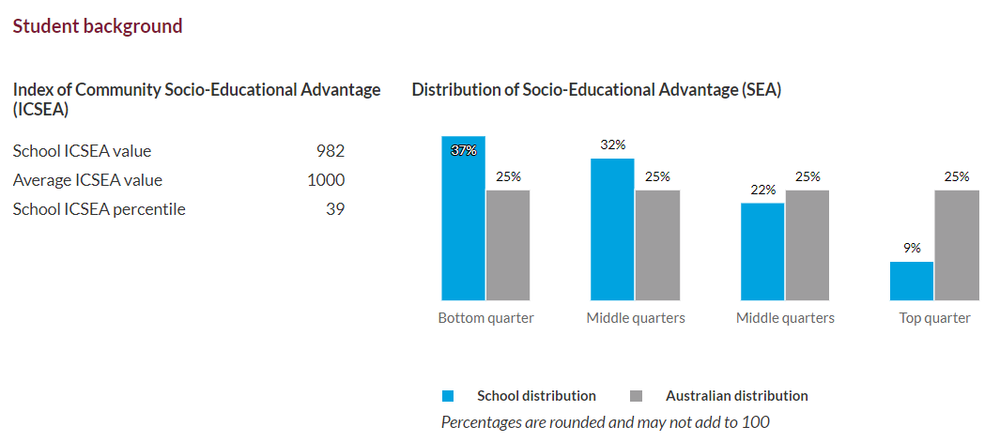 Student background
Index of Community Socio-Educational Advantage
(ICSEA)
School ICSEA value 982
Average ICSEA value 1000
School ICSEA percentile 39
Distribution of Socio-Educational Advantage (SEA)
37% 25% 32% 25% 22% 25% 9% 25%
Bottom quarter Middle quarters Middle quarters Top quarter
School distribution Australian distribution
Percentages are rounded and may not add to 100